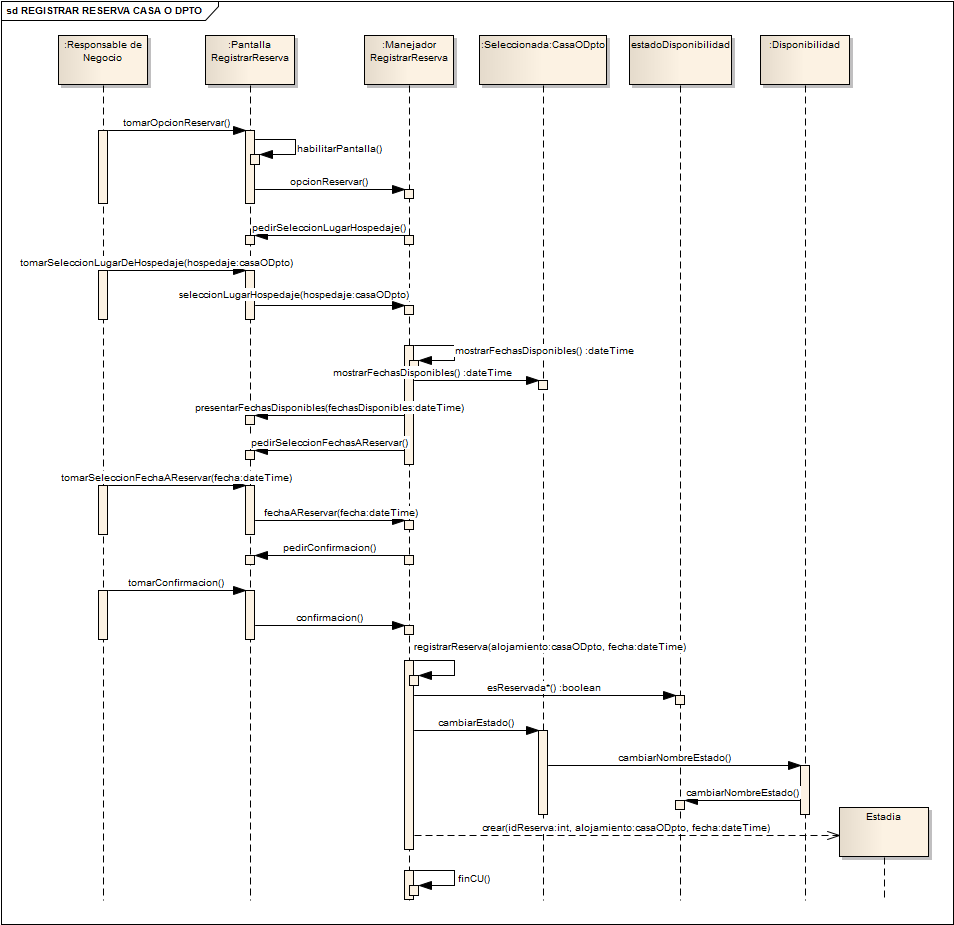 sd REGISTRAR RESERVA CASA O DPTO
:Responsable de
Negocio
:Pantalla
RegistrarReserva
:Manejador
RegistrarReserva
:Seleccionada:CasaODpto
estadoDisponibilidad
:Disponibilidad
tomarOpcionReservar()
habilitarPantalla()
opcionReservar()
pedirSeleccionLugarHospedaje()
tomarSeleccionLugarDeHospedaje(hospedaje:casaODpto)
seleccionLugarHospedaje(hospedaje:casaODpto)
mostrarFechasDisponibles() :dateTime
mostrarFechasDisponibles() :dateTime
presentarFechasDisponibles(fechasDisponibles:dateTime)
pedirSeleccionFechasAReservar()
tomarSeleccionFechaAReservar(fecha:dateTime)
fechaAReservar(fecha:dateTime)
pedirConfirmacion()
tomarConfirmacion()
confirmacion()
registrarReserva(alojamiento:casaODpto, fecha:dateTime)
esReservada*() :boolean
cambiarEstado()
cambiarNombreEstado()
cambiarNombreEstado()
Estadia
crear(idReserva:int, alojamiento:casaODpto, fecha:dateTime)
finCU()